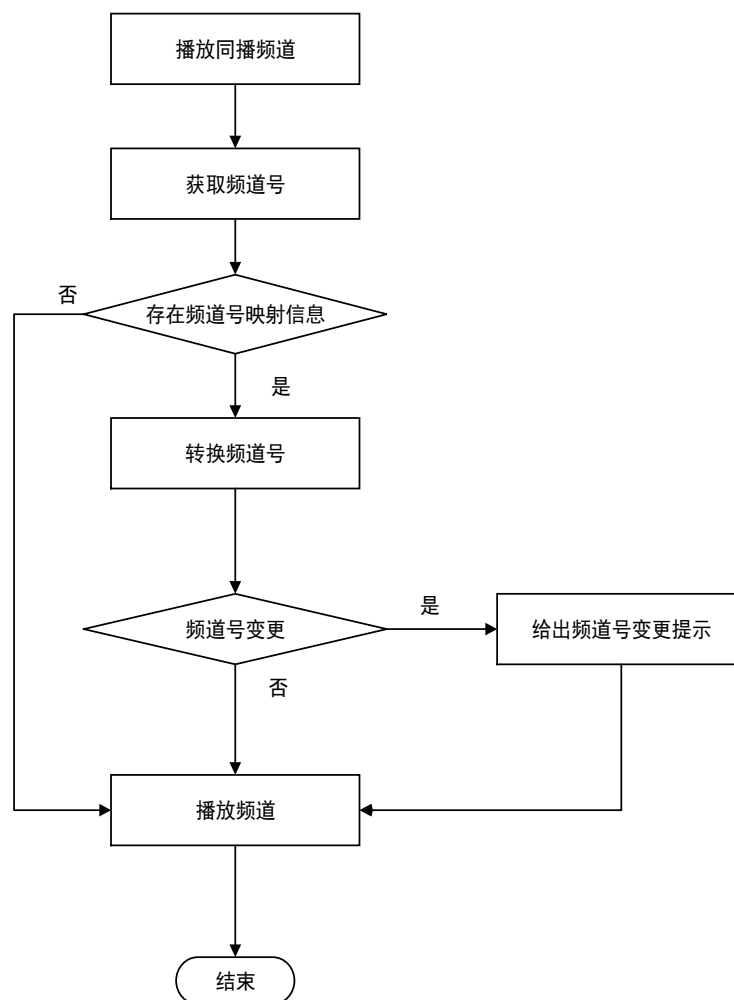 播放同播频道
获取频道号
否
存在频道号映射信息
是
转换频道号
是
频道号变更
给出频道号变更提示
否
播放频道
结束